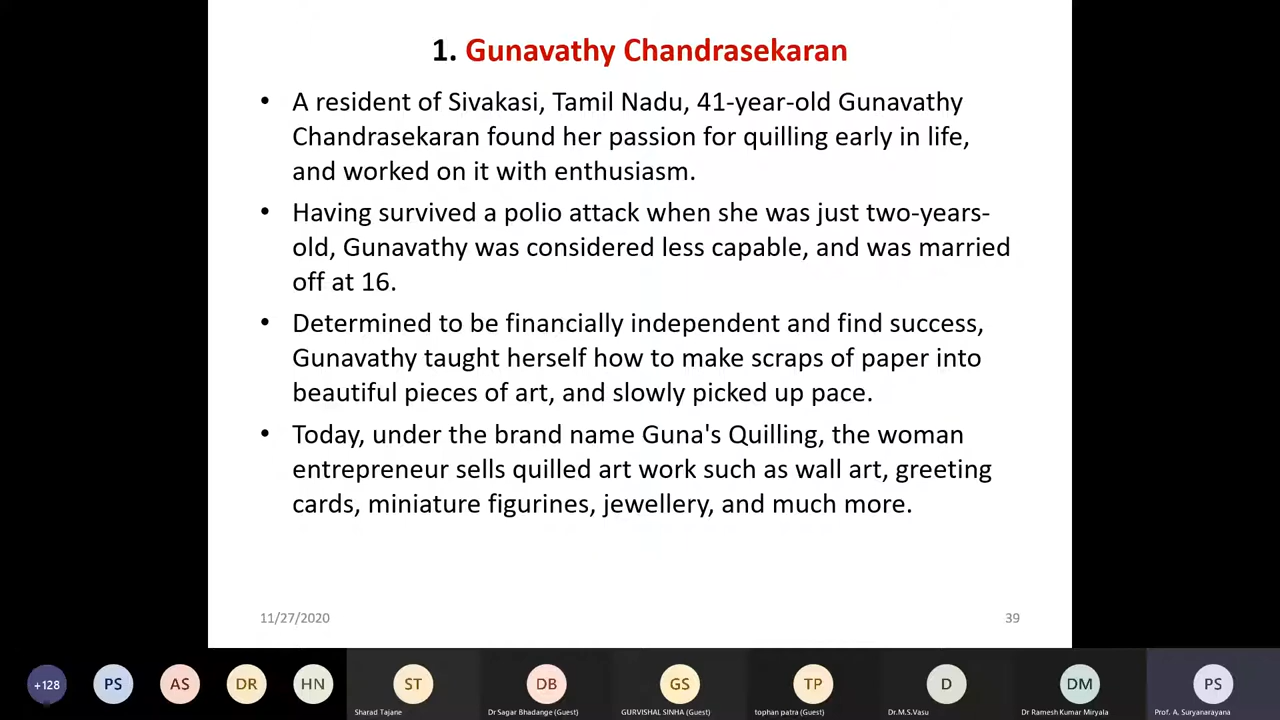 1. Gunavathy Chandrasekaran
• A resident of Sivakasi, Tamil Nadu, 41-year-old Gunavathy
Chandrasekaran found her passion for quilling early in life,
and worked on it with enthusiasm.
• Having survived a polio attack when she was just two-years-
old, Gunavathy was considered less capable, and was married
off at 16.
• Determined to be financially independent and find success,
Gunavathy taught herself how to make scraps of paper into
beautiful pieces of art, and slowly picked up pace.
• Today, under the brand name Guna's Quilling, the woman
entrepreneur sells quilled art work such as wall art, greeting
cards, miniature figurines, jewellery, and much more.
11/27/2020 39
+128 PS AS DR HN ST DB GS TP D DM PS
Sharad Tajane Dr Sagar Bhadange (Guest) GURVISHAL SINHA (Guest) tophan patra (Guest) Dr.M.S.Vasu Dr Ramesh Kumar Miryala Prof. A. Suryanarayana